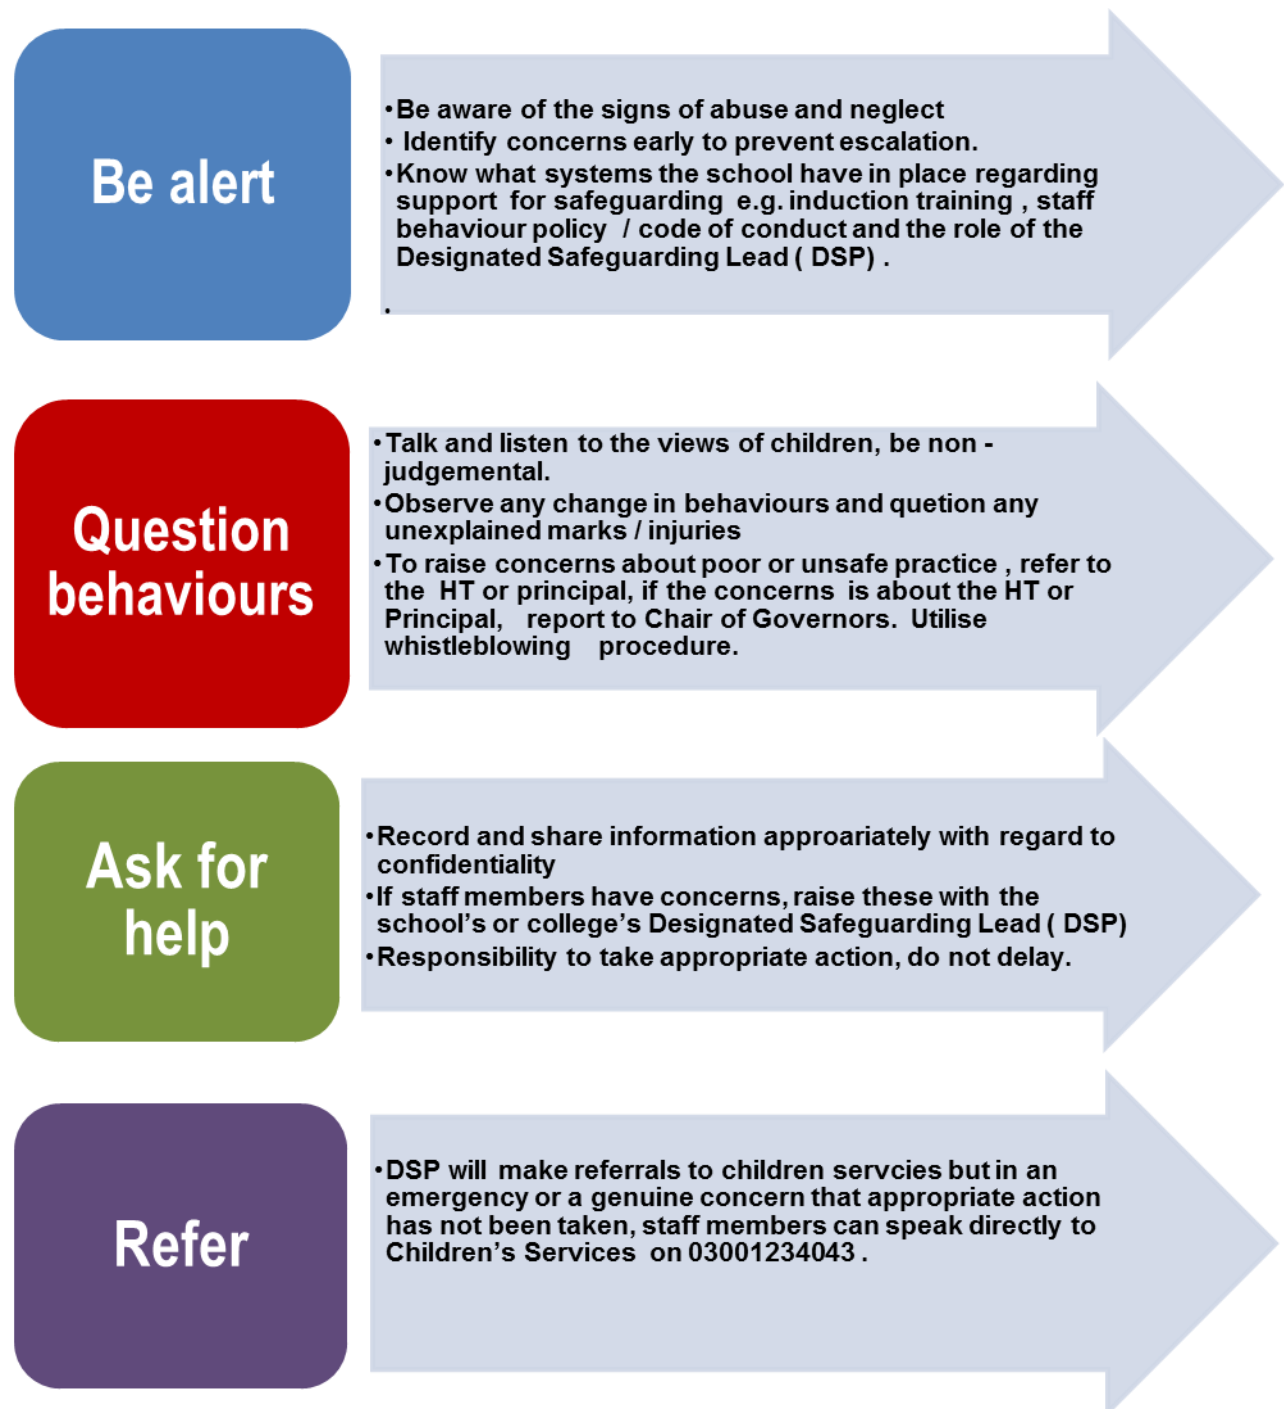 Be alert
•Be aware of the signs of abuse and neglect
• Identify concerns early to prevent escalation.
•Know what systems the school have in place regarding
support for safeguarding e.g. induction training , staff
behaviour policy / code of conduct and the role of the
Designated Safeguarding Lead ( DSP) .
•
Question
behaviours
•Talk and listen to the views of children, be non -
judgemental.
•Observe any change in behaviours and quetion any
unexplained marks / injuries
•To raise concerns about poor or unsafe practice , refer to
the HT or principal, if the concerns is about the HT or
Principal, report to Chair of Governors. Utilise
whistleblowing procedure.
Ask for
help
•Record and share information approariately with regard to
confidentiality
•If staff members have concerns, raise these with the
school’s or college’s Designated Safeguarding Lead ( DSP)
•Responsibility to take appropriate action, do not delay.
Refer
•DSP will make referrals to children servcies but in an
emergency or a genuine concern that appropriate action
has not been taken, staff members can speak directly to
Children’s Services on 03001234043 .